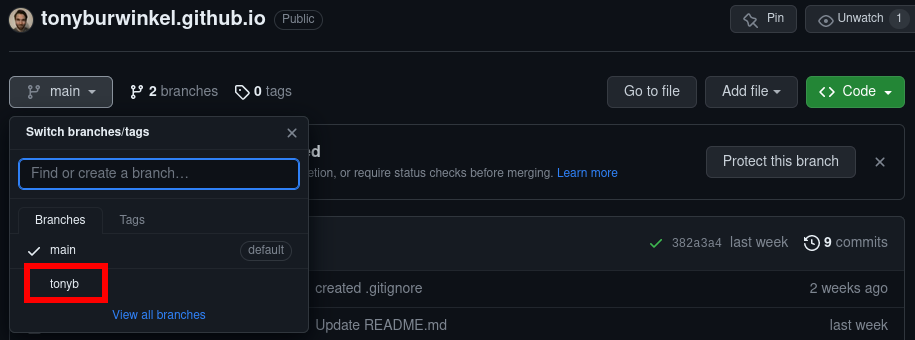 tonyburwinkel.github.io Public Pin Unwatch 1
main 2 branches 0 tags Go to file Add file Code
Switch branches/tags
ed
Find or create a branch...
etion, or require status checks before merging. Learn more
Protect this branch
Branches Tags
main default
382a3a4 last week 9 commits
tonyb
created .gitignore 2 weeks ago
View all branches
Update README.md last week